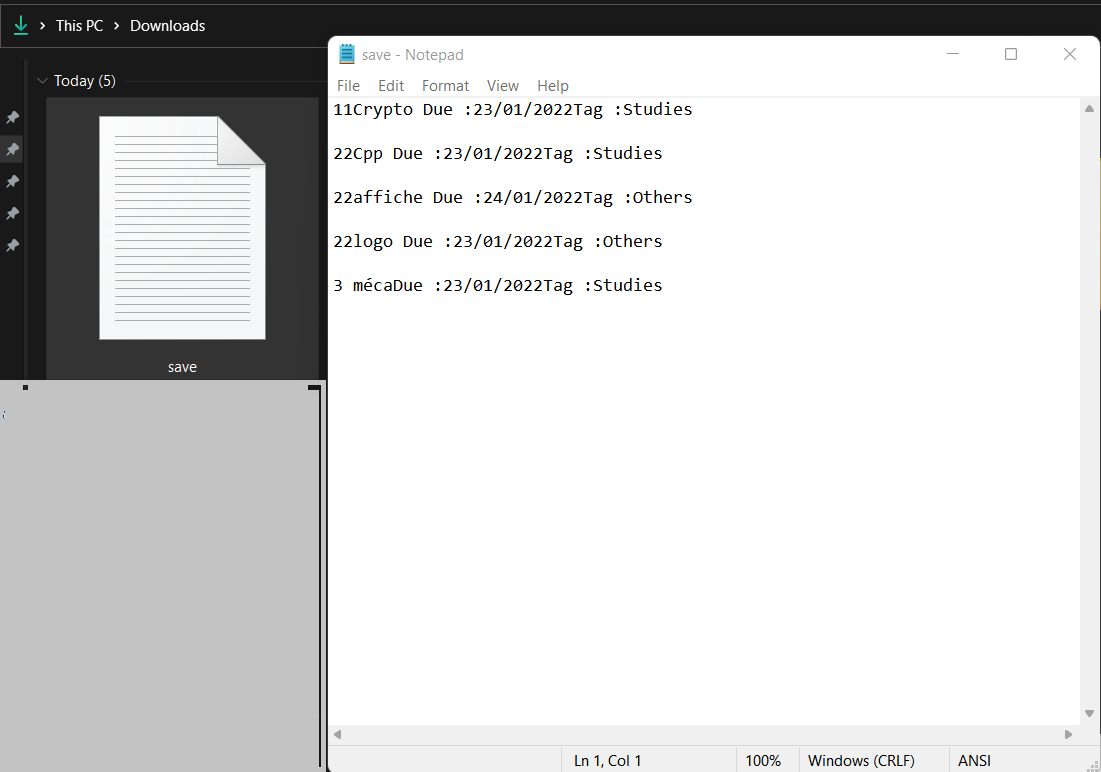 This PC > Downloads
Today (5)
save
save - Notepad
File Edit Format View Help
11Crypto Due :23/01/2022Tag :Studies
22Cpp Due :23/01/2022Tag :Studies
22affiche Due :24/01/2022Tag :Others
22logo Due :23/01/2022Tag :Others
3 mécaDue :23/01/2022Tag :Studies
Ln 1, Col 1 100% Windows (CRLF) ANSI